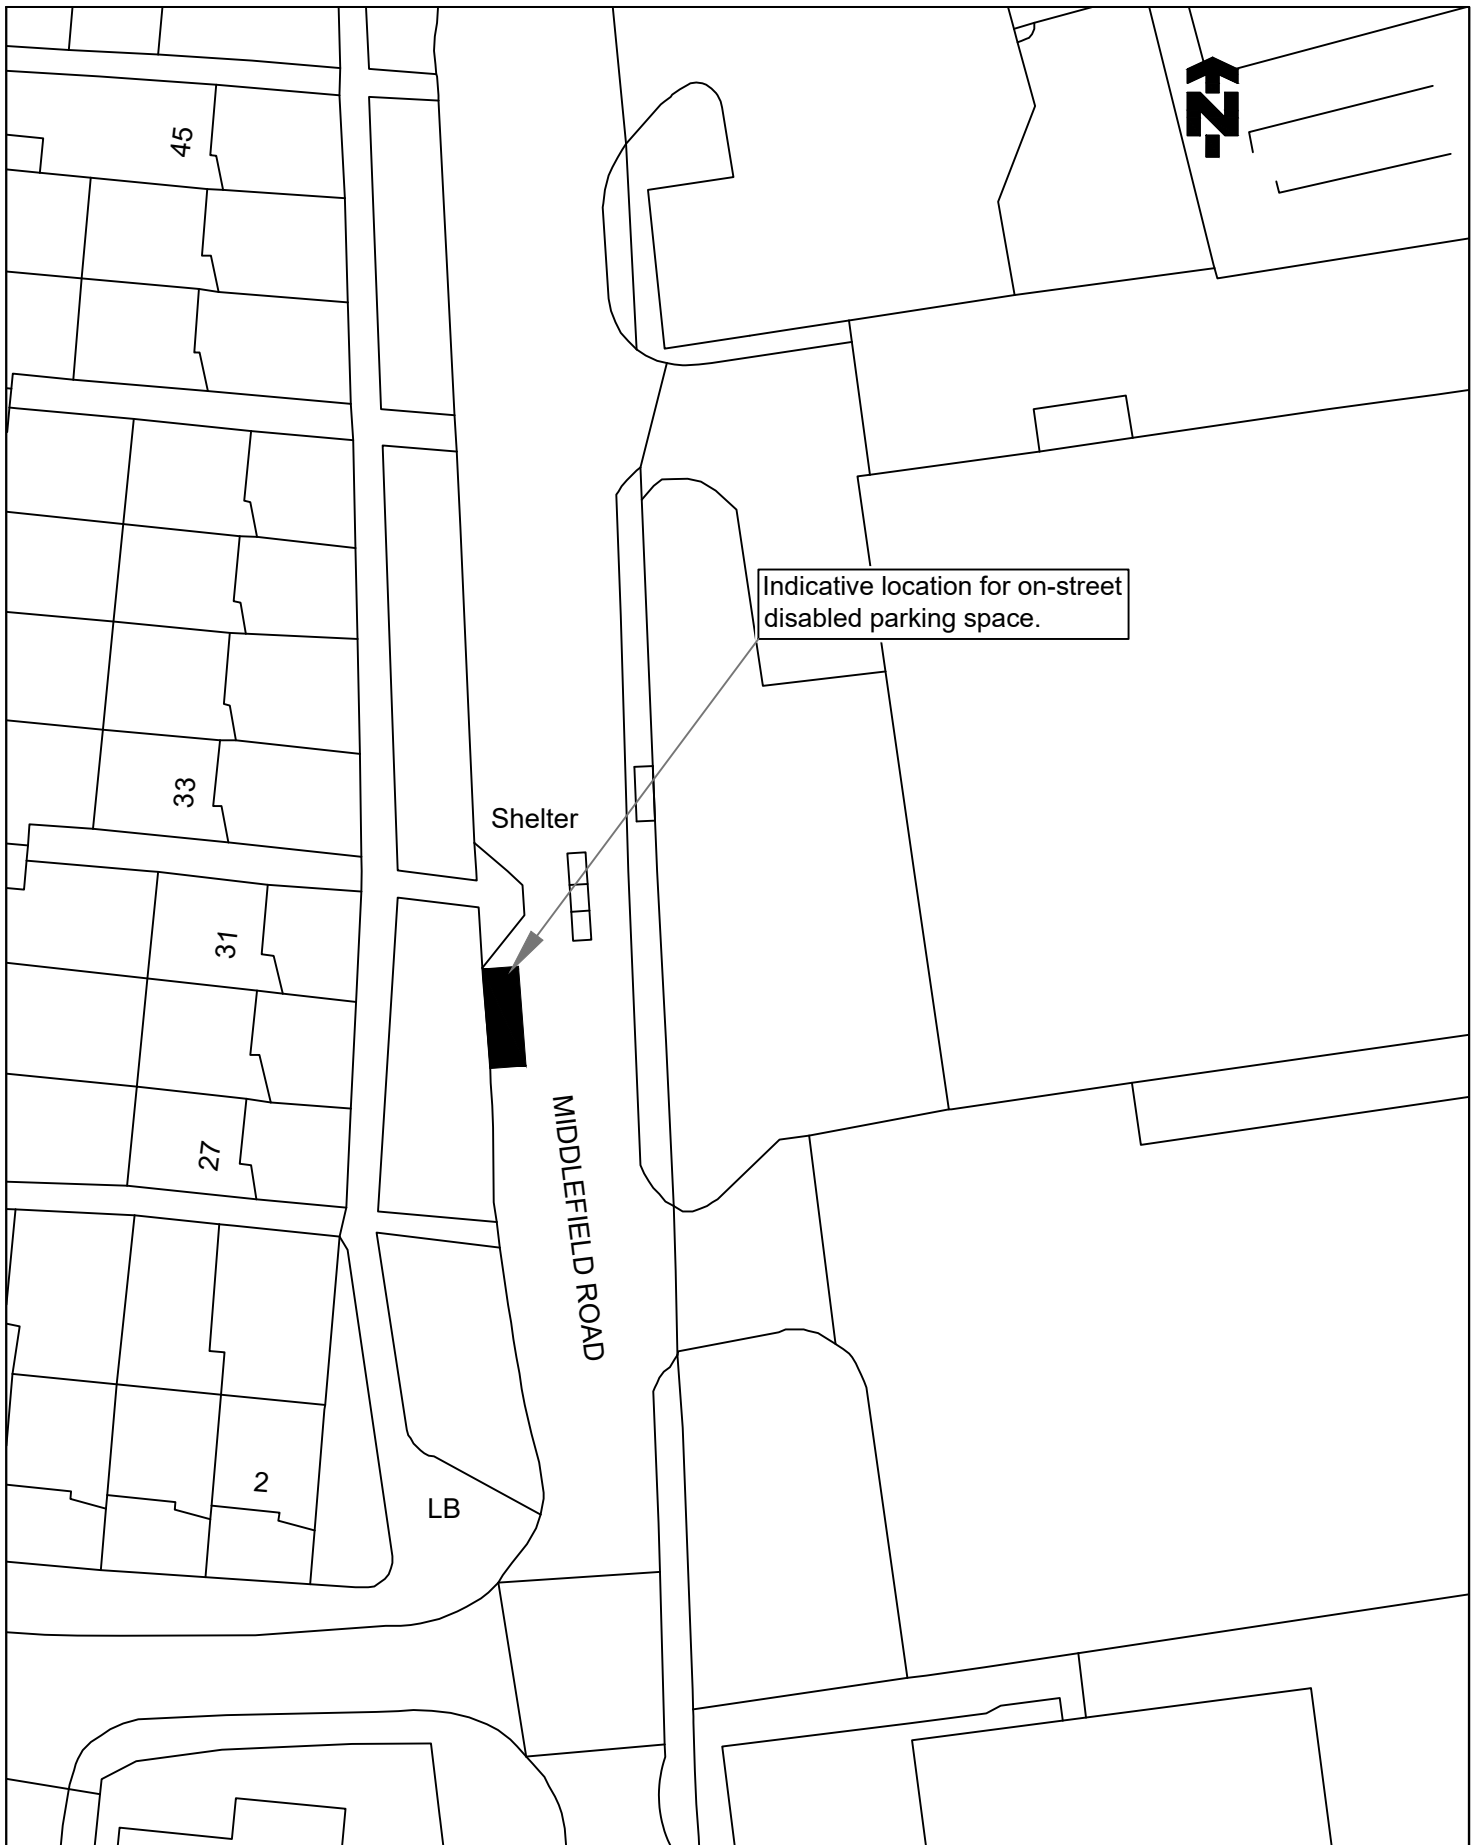 45
N
Indicative location for on-street
disabled parking space.
33
Shelter
31
MIDDLEFIELD ROAD
27
2
LB